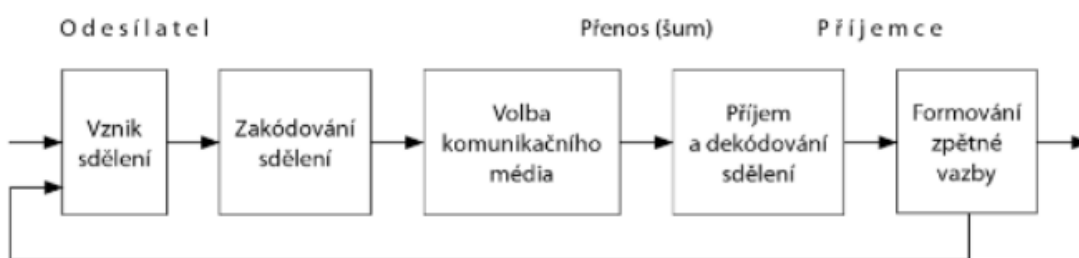 Odesílatel
Přenos (šum)
Příjemce
Vznik
sdělení
Zakódování
sdělení
Volba
komunikačního
média
Příjem
a dekódování
sdělení
Formování
zpětné
vazby